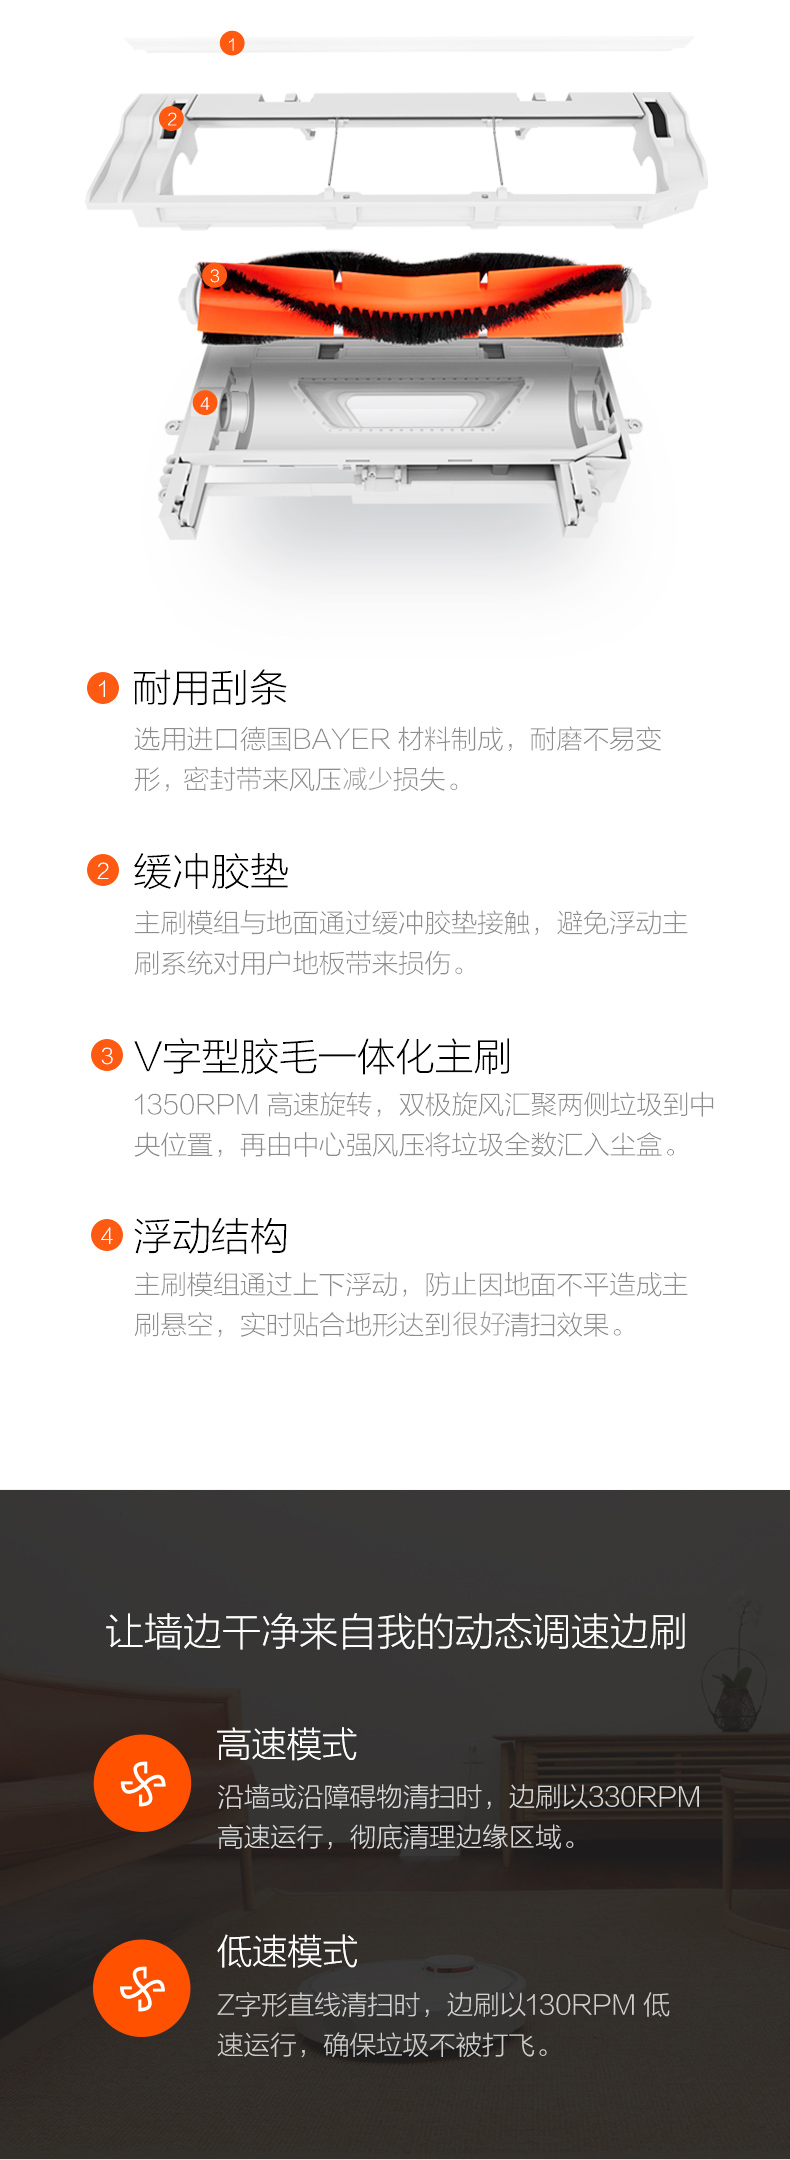 1
2
3
4
1 耐用刮条
选用进口德国BAYER 材料制成，耐磨不易变
形，密封带来风压减少损失。
2 缓冲胶垫
主刷模组与地面通过缓冲胶垫接触，避免浮动主
刷系统对用户地板带来损伤。
3 V字型胶毛一体化主刷
1350RPM 高速旋转，双极旋风汇聚两侧垃圾到中
央位置，再由中心强风压将垃圾全数汇入尘盒。
4 浮动结构
主刷模组通过上下浮动，防止因地面不平造成主
刷悬空，实时贴合地形达到很好清扫效果。
让墙边干净来自我的动态调速边刷
高速模式
沿墙或沿障碍物清扫时，边刷以330RPM
高速运行，彻底清理边缘区域。
低速模式
Z字形直线清扫时，边刷以130RPM 低
速运行，确保垃圾不被打飞。